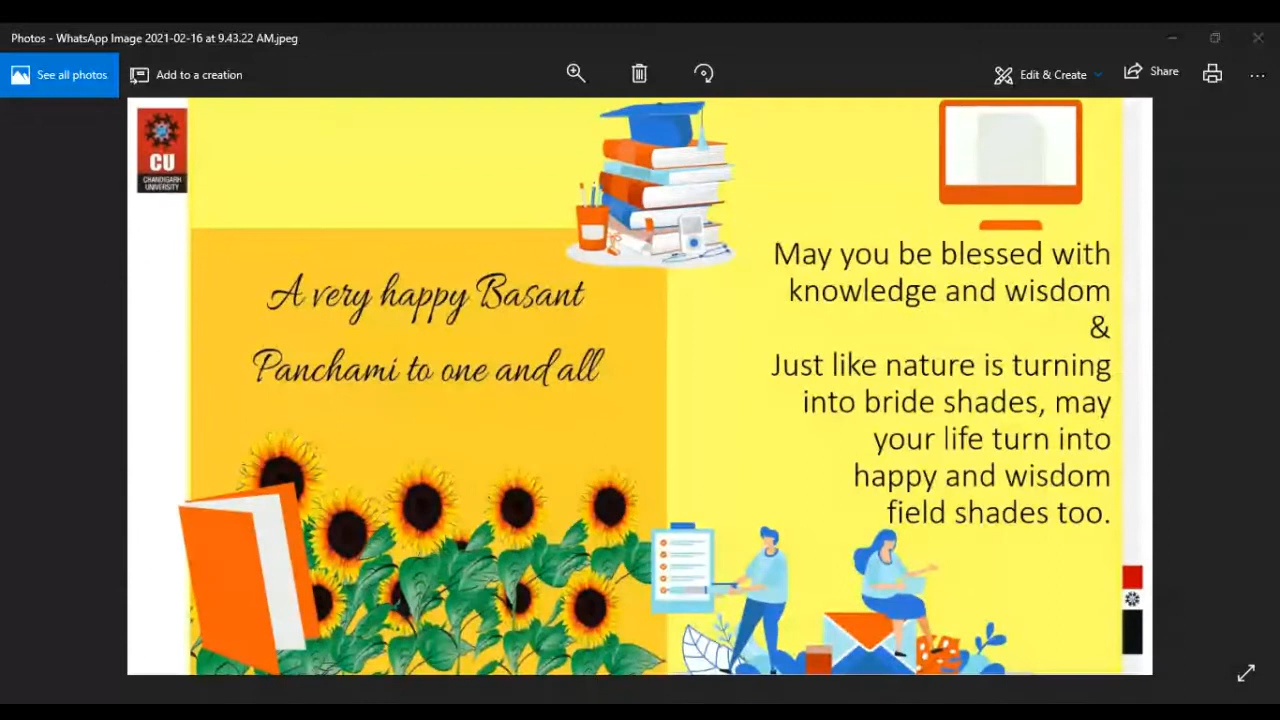 Photos - WhatsApp Image 2021-02-16 at 9.43.22 AM.jpeg
See all photos
Add to a creation
Edit & Create
Share
CU
CHANDIGARH
UNIVERSITY
A very happy Basant
Panchami to one and all
May you be blessed with
knowledge and wisdom
&
Just like nature is turning
into bride shades, may
your life turn into
happy and wisdom
field shades too.